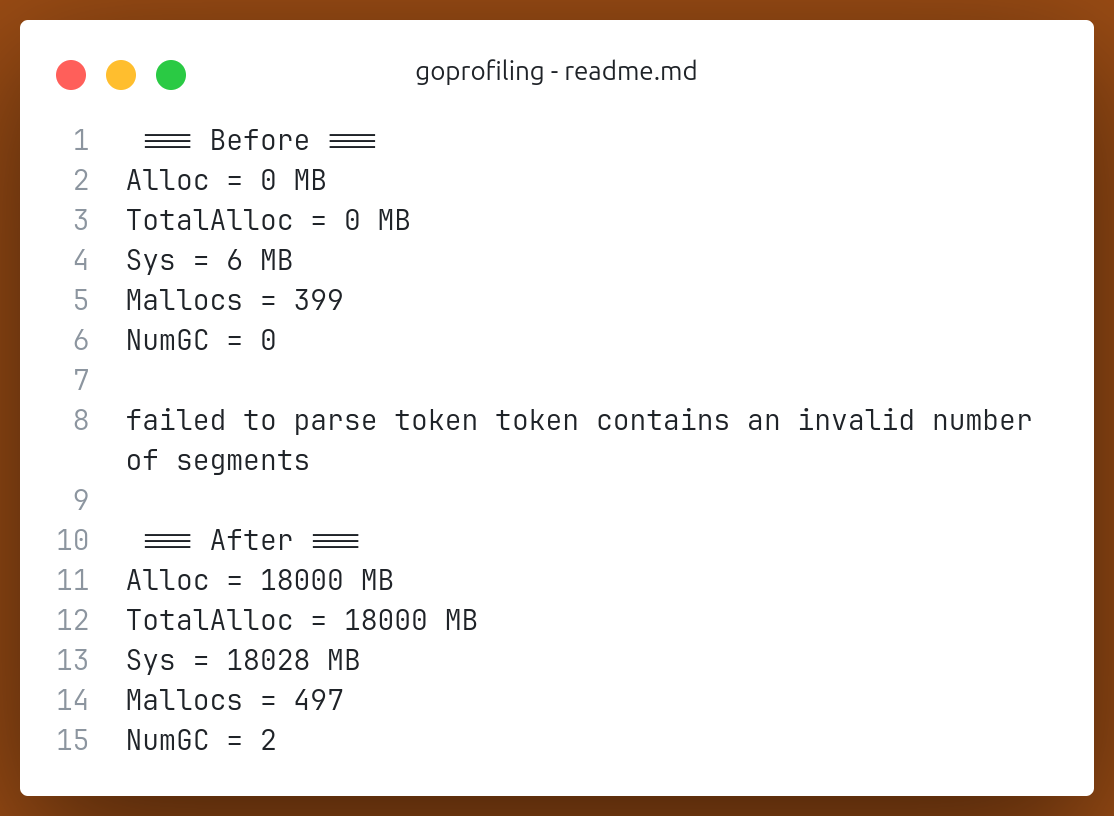 goprofiling - readme.md
1 === Before ===
2 Alloc = 0 MB
3 TotalAlloc = 0 MB
4 Sys = 6 MB
5 Mallocs = 399
6 NumGC = 0
7
8 failed to parse token token contains an invalid number
of segments
9
10 === After ===
11 Alloc = 18000 MB
12 TotalAlloc = 18000 MB
13 Sys = 18028 MB
14 Mallocs = 497
15 NumGC = 2